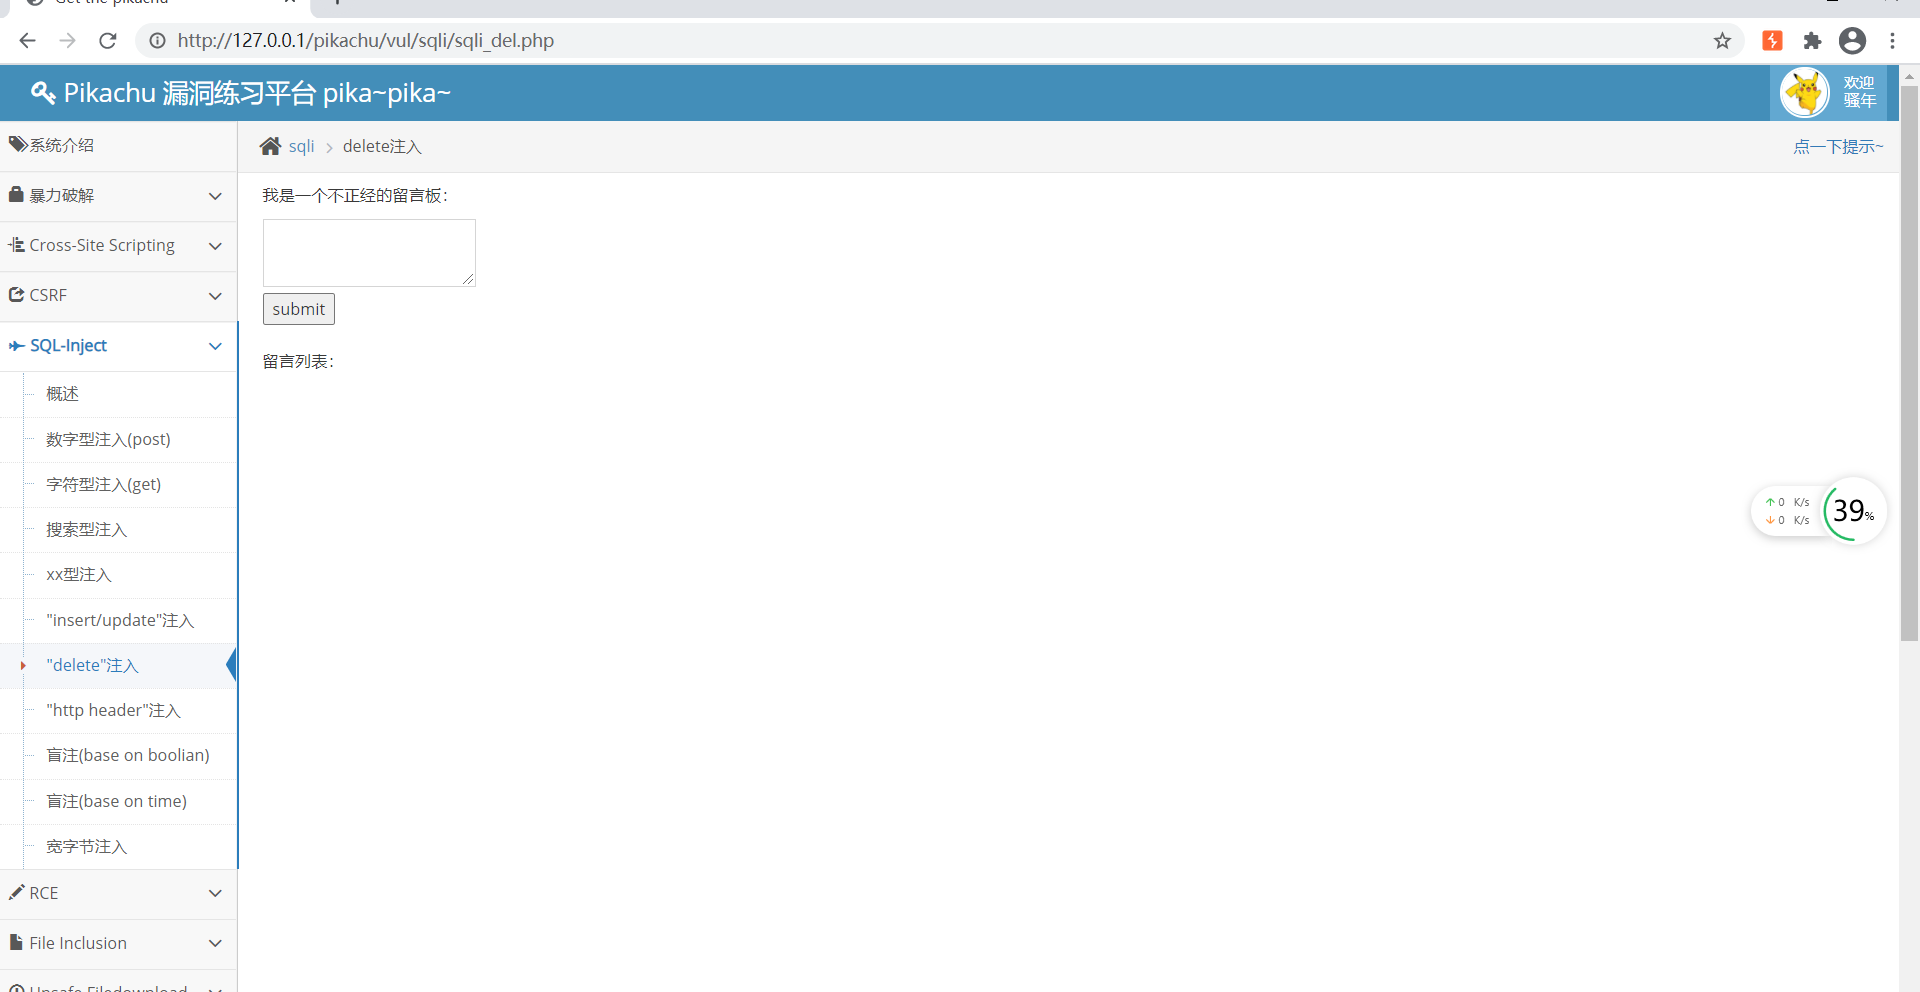 http://127.0.0.1/pikachu/vul/sqli/sqli_del.php
Pikachu 漏洞练习平台 pika~pika~
欢迎
骚年
系统介绍
sqli
delete注入
点一下提示~
暴力破解
我是一个不正经的留言板：
Cross-Site Scripting
CSRF
submit
SQL-Inject
留言列表：
概述
数字型注入(post)
字符型注入(get)
搜索型注入
xx型注入
"insert/update"注入
"delete"注入
"http header"注入
盲注(base on boolian)
盲注(base on time)
宽字节注入
RCE
File Inclusion
Unsafe Filedownload
0 K/s
0 K/s
39%